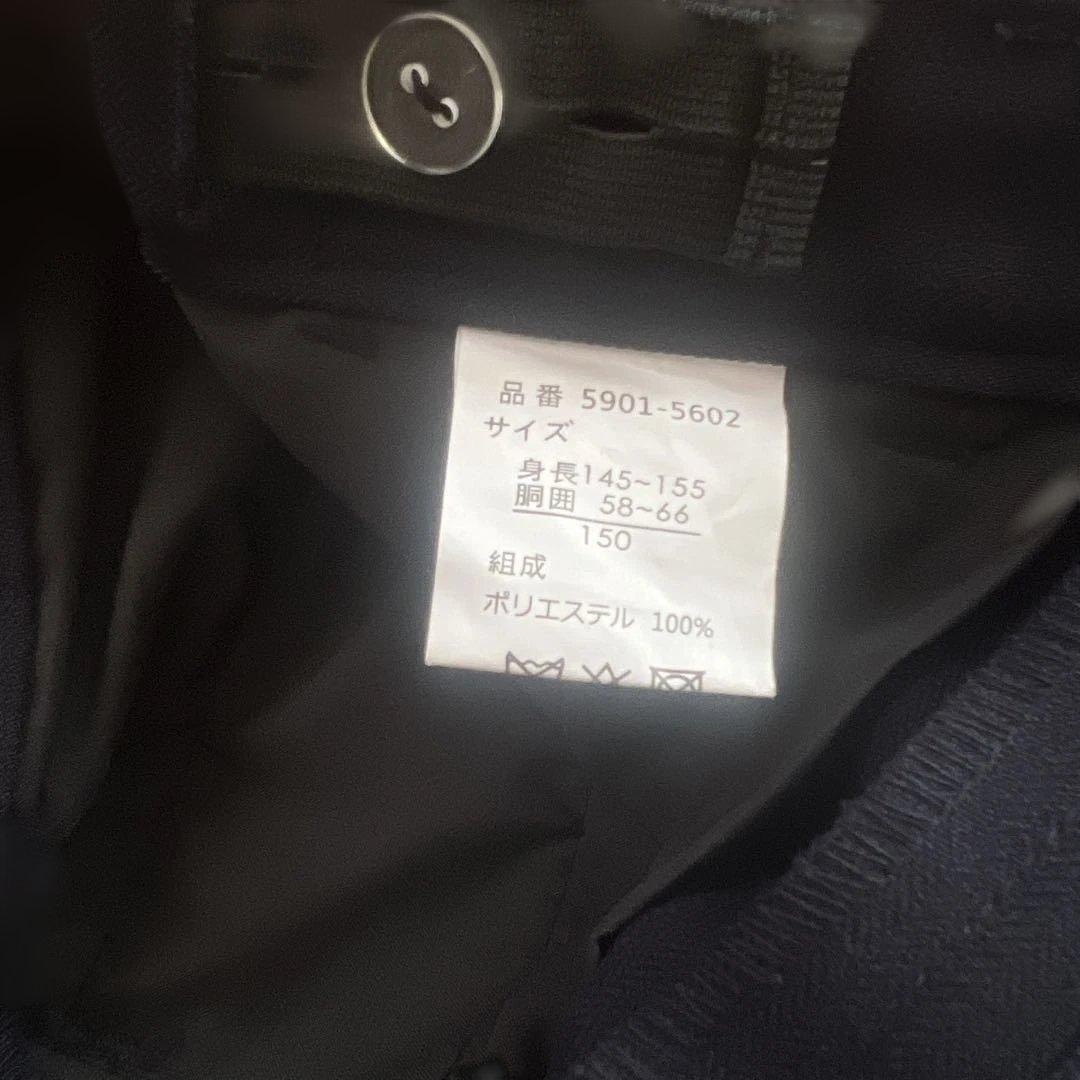 品番 5901-5602
サイズ
身長145~155
胴囲 58~66
150
組成
ポリエステル 100%